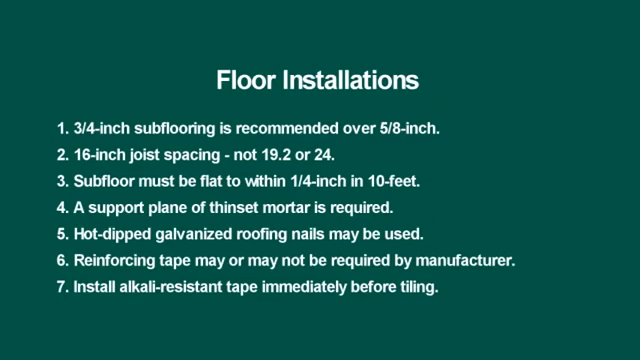 Floor Installations
1. 3/4-inch subflooring is recommended over 5/8-inch.
2. 16-inch joist spacing - not 19.2 or 24.
3. Subfloor must be flat to within 1/4-inch in 10-feet.
4. A support plane of thinset mortar is required.
5. Hot-dipped galvanized roofing nails may be used.
6. Reinforcing tape may or may not be required by manufacturer.
7. Install alkali-resistant tape immediately before tiling.